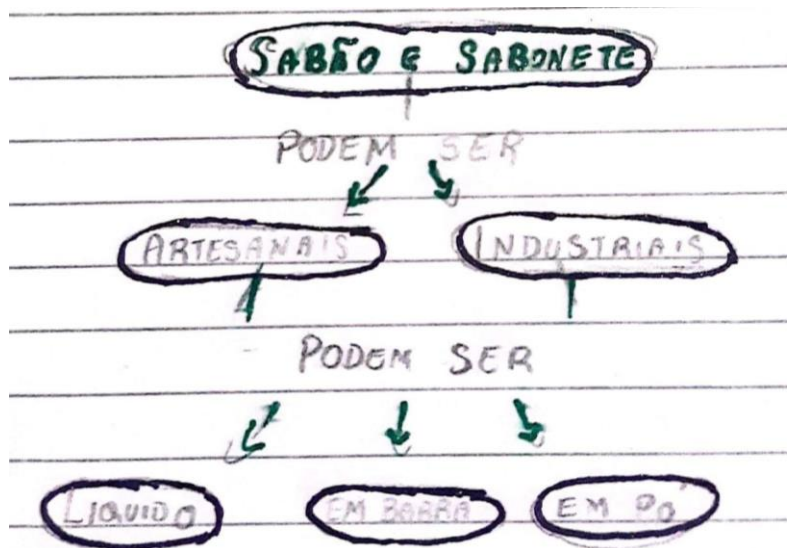 SABÃO E SABONETE
PODEM SER
ARTESANAIS INDUSTRIAIS
PODEM SER
LIQUIDO EM BARRA EM PÓ